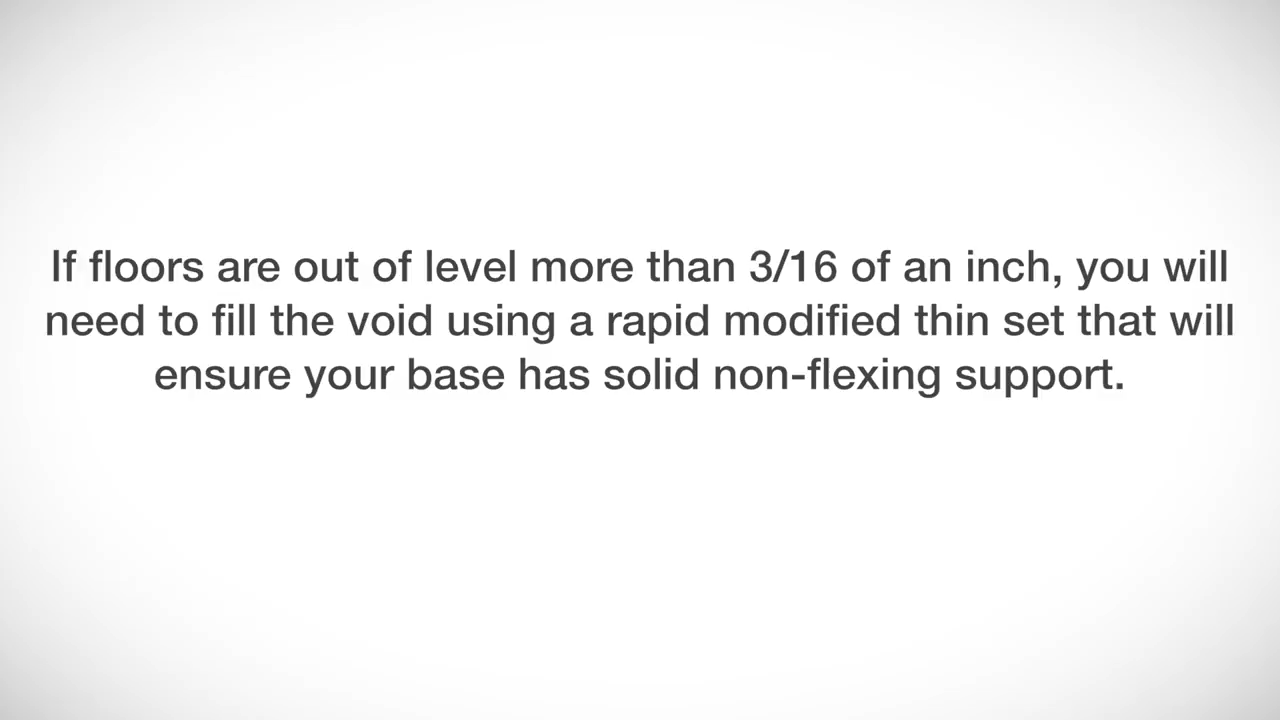 If floors are out of level more than 3/16 of an inch, you will
need to fill the void using a rapid modified thin set that will
ensure your base has solid non-flexing support.